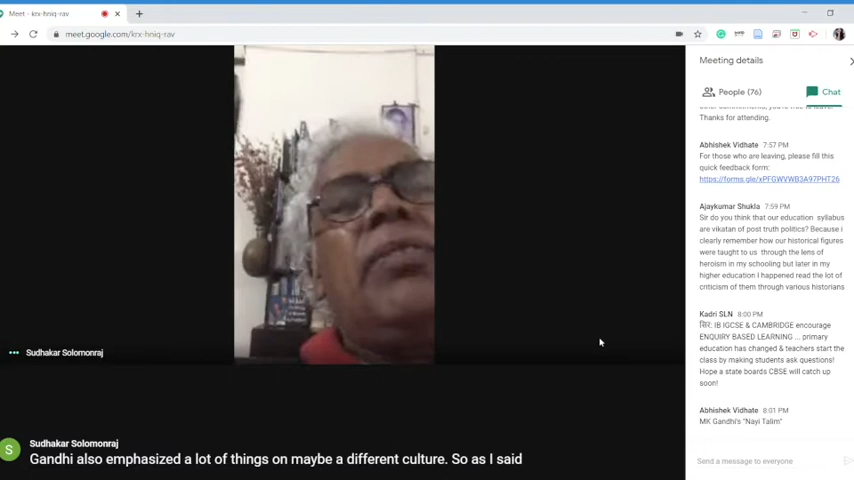 Meet - krx-hniq-rav
meet.google.com/krx-hniq-rav
Meeting details
People (76)
Chat
Thanks for attending.
Abhishek Vidhate 7:57 PM
For those who are leaving, please fill this
quick feedback form:
https://forms.gle/xPFGWVWB3A97PHT26
Ajaykumar Shukla 7:59 PM
Sir do you think that our education syllabus
are vikatan of post truth politics? Because i
clearly remember how our historical figures
were taught to us through the lens of
heroism in my schooling but later in my
higher education I happened read the lot of
criticism of them through various historians
Kadri SLN 8:00 PM
सिर: IB IGCSE & CAMBRIDGE encourage
ENQUIRY BASED LEARNING ... primary
education has changed & teachers start the
class by making students ask questions!
Hope a state boards CBSE will catch up
soon!
Abhishek Vidhate 8:01 PM
MK Gandhi's "Nayi Talim"
Send a message to everyone
Sudhakar Solomonraj
S
Sudhakar Solomonraj
Gandhi also emphasized a lot of things on maybe a different culture. So as I said